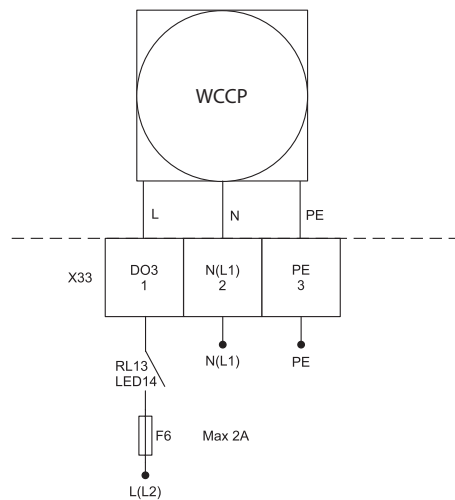 WCCP
L
N
PE
X33
DO3
1
N(L1)
2
PE
3
N(L1)
PE
RL13
LED14
F6
Max 2A
L(L2)